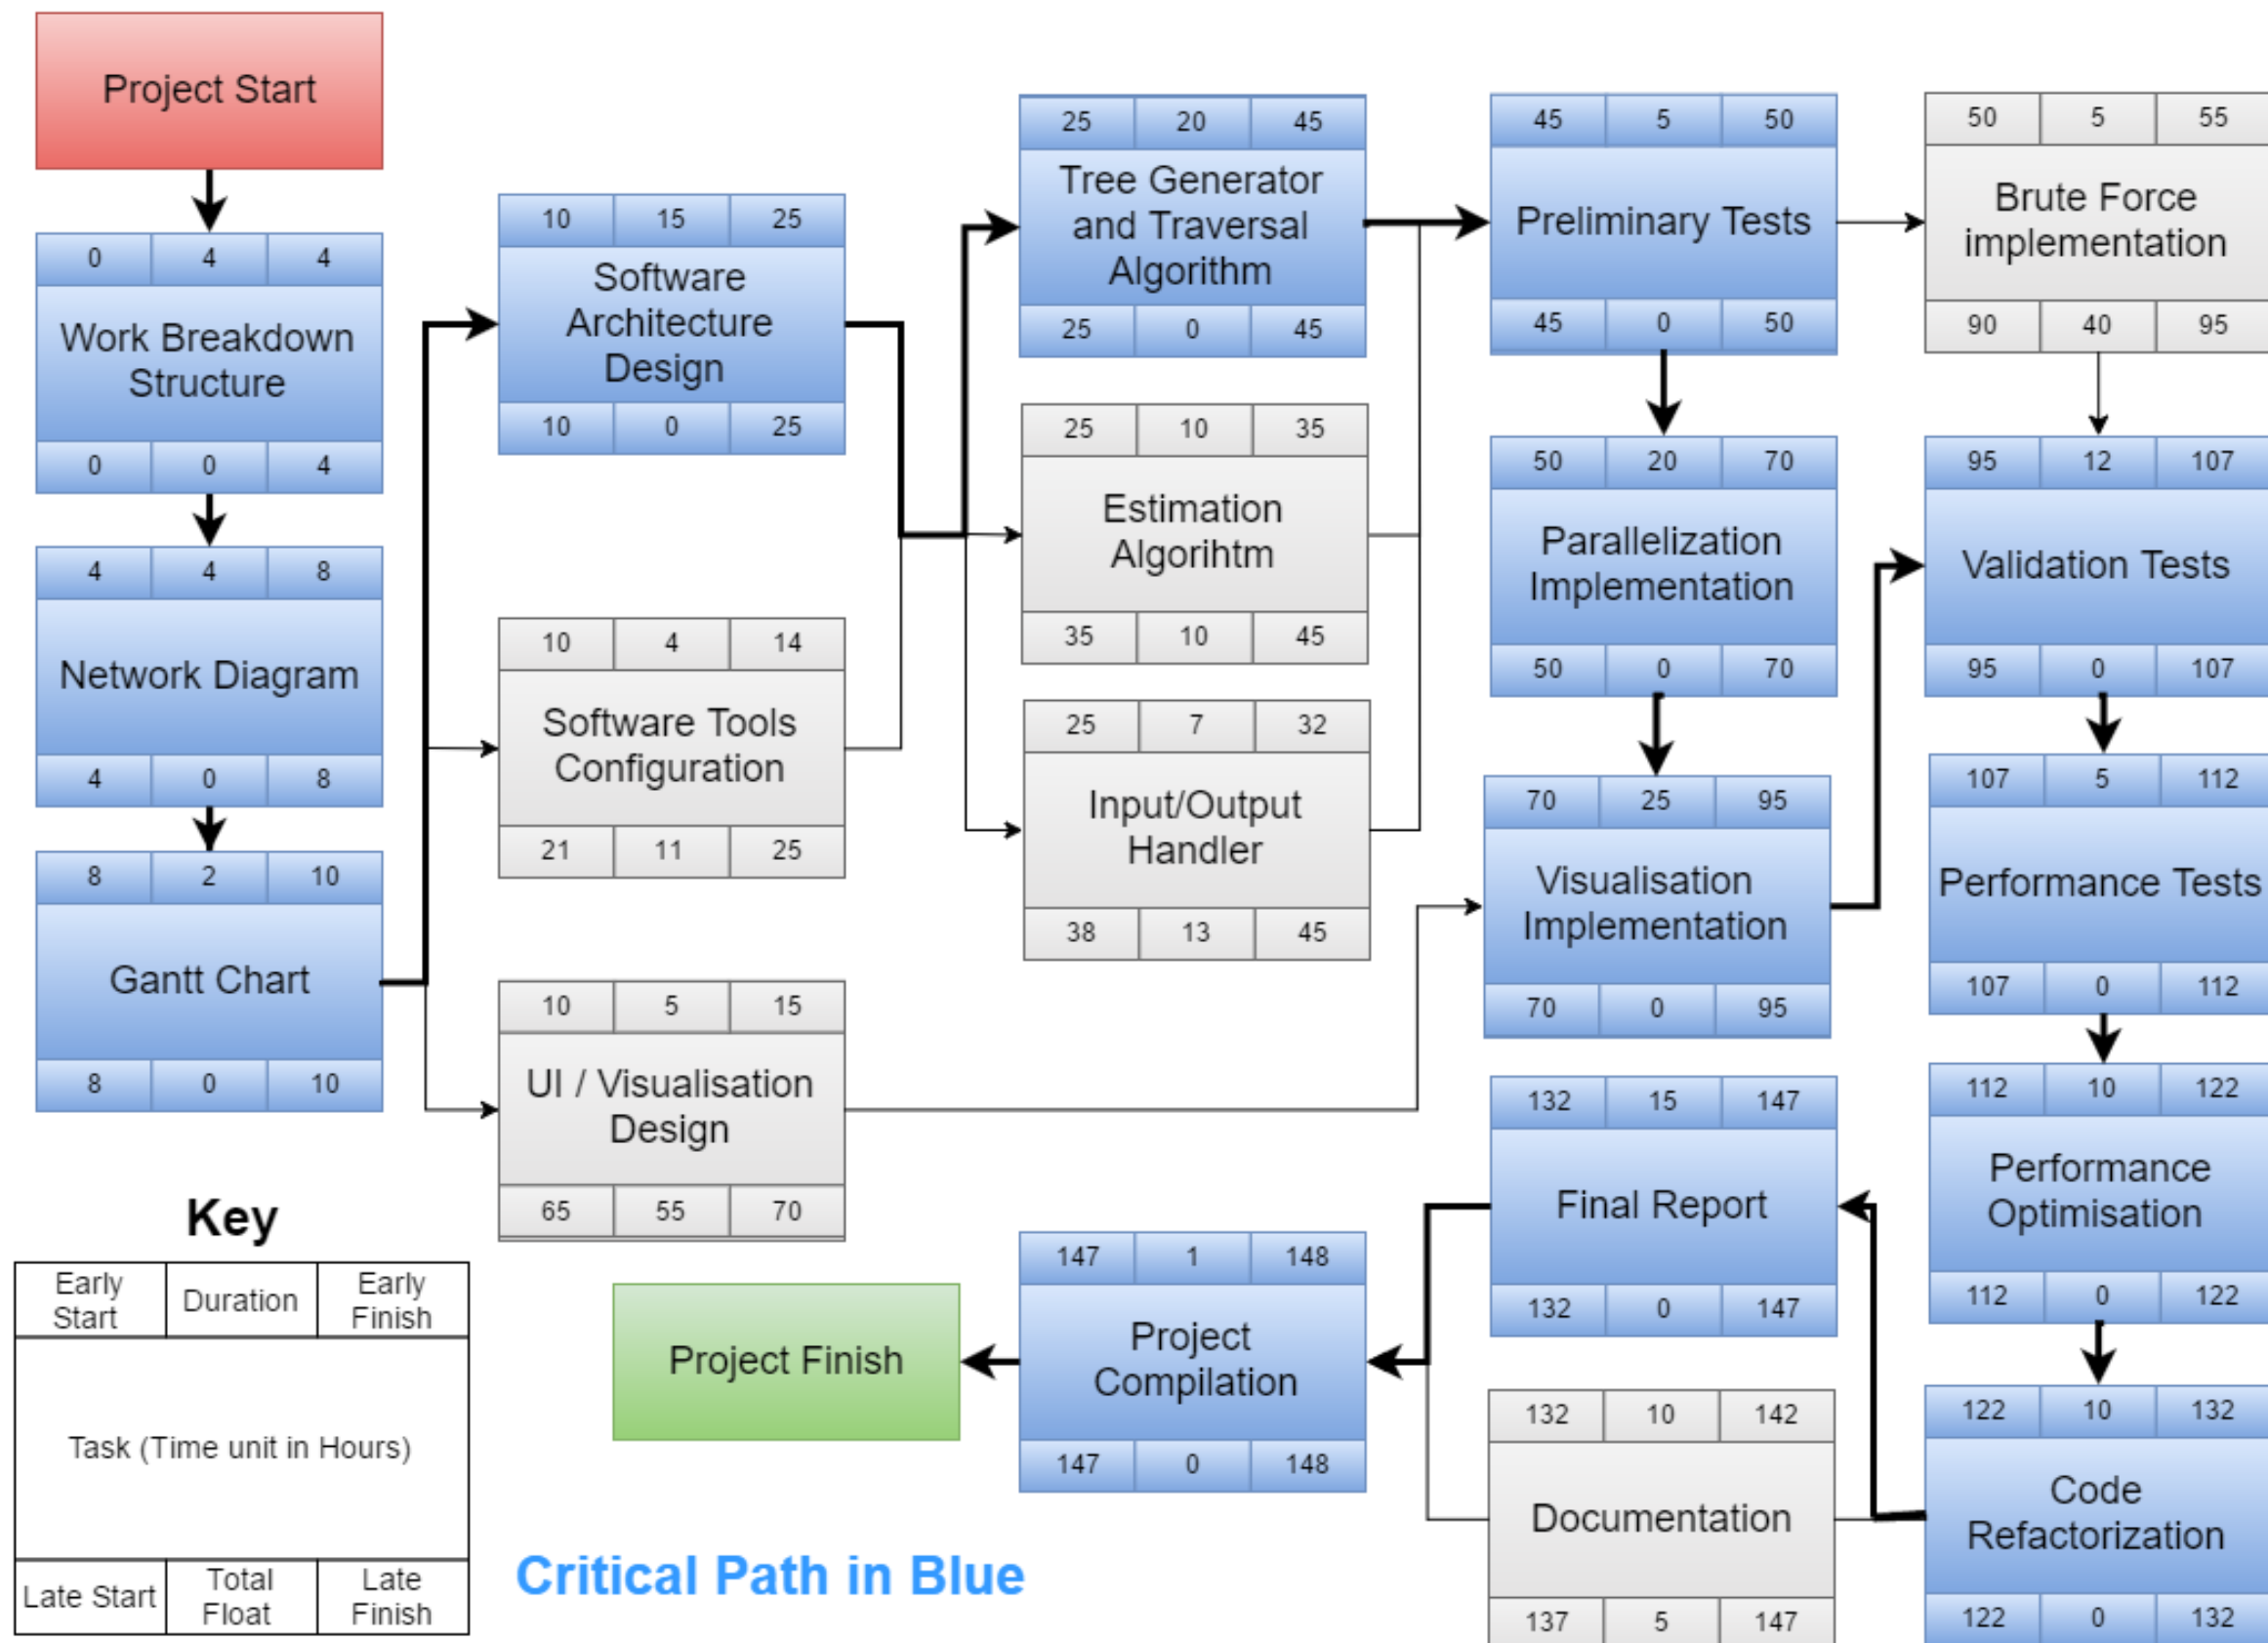 Project Start
0 4 4
Work Breakdown
Structure
0 0 4
4 4 8
Network Diagram
4 0 8
8 2 10
Gantt Chart
8 0 10
10 15 25
Software
Architecture
Design
10 0 25
10 4 14
Software Tools
Configuration
21 11 25
10 5 15
UI / Visualisation
Design
65 55 70
25 20 45
Tree Generator
and Traversal
Algorithm
25 0 45
25 10 35
Estimation
Algorihtm
35 10 45
25 7 32
Input/Output
Handler
38 13 45
45 5 50
Preliminary Tests
45 0 50
50 20 70
Parallelization
Implementation
50 0 70
70 25 95
Visualisation
Implementation
70 0 95
50 5 55
Brute Force
implementation
90 40 95
95 12 107
Validation Tests
95 0 107
107 5 112
Performance Tests
107 0 112
112 10 122
Performance
Optimisation
112 0 122
122 10 132
Code
Refactorization
122 0 132
132 15 147
Final Report
132 0 147
132 10 142
Documentation
137 5 147
147 1 148
Project
Compilation
147 0 148
Project Finish
Key
Early
Start
Duration
Early
Finish
Task (Time unit in Hours)
Late Start
Total
Float
Late
Finish
Critical Path in Blue